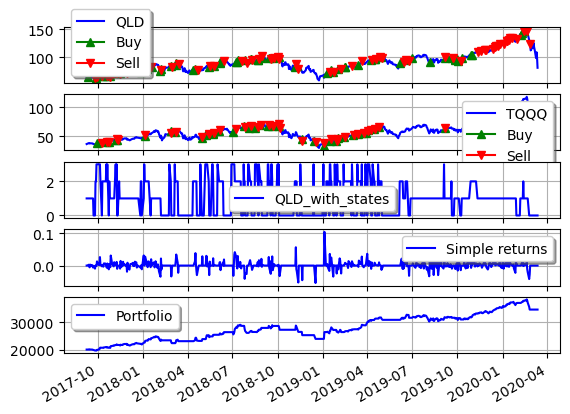 150
100
QLD
Buy
Sell
100
50
TQQQ
Buy
Sell
2
0
QLD_with_states
0.1
0.0
Simple returns
30000
20000
Portfolio
2017-10 2018-01 2018-04 2018-07 2018-10 2019-01 2019-04 2019-07 2019-10 2020-01 2020-04